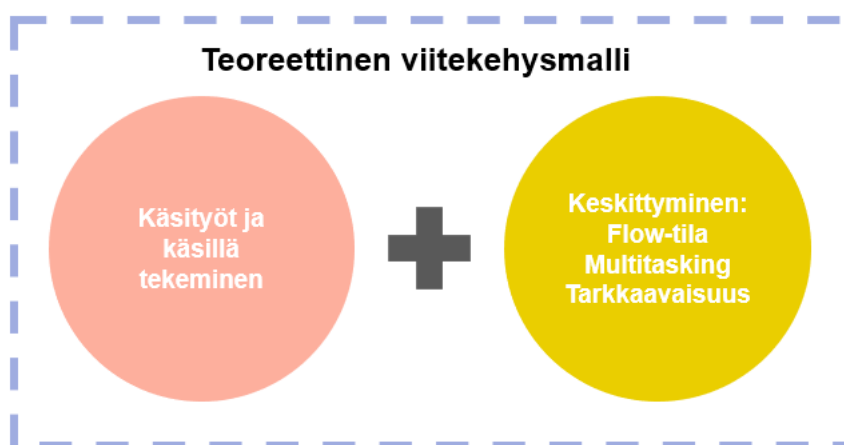 Teoreettinen viitekehysmalli
Käsityöt ja
käsillä
tekeminen
Keskittyminen:
Flow-tila
Multitasking
Tarkkaavaisuus